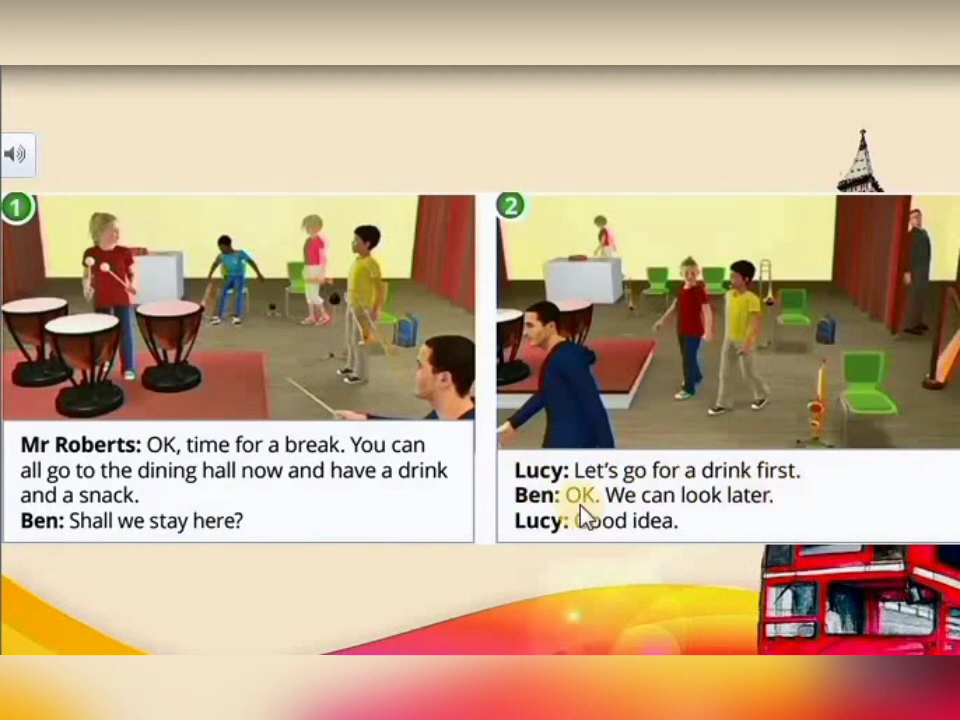 1
Mr Roberts: OK, time for a break. You can
all go to the dining hall now and have a drink
and a snack.
Ben: Shall we stay here?
2
Lucy: Let's go for a drink first.
Ben: OK. We can look later.
Lucy: Good idea.